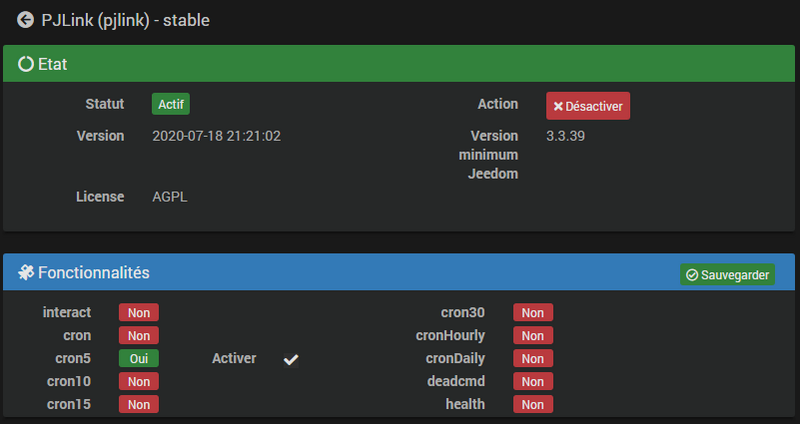 PJLink (pjlink) - stable
Etat
Statut Actif Action Désactiver
Version 2020-07-18 21:21:02 Version 3.3.39
minimum
Jeedom
License AGPL
Fonctionnalités Sauvegarder
interact Non cron30 Non
cron Non cronHourly Non
cron5 Oui Activer cronDaily Non
cron10 Non deadcmd Non
cron15 Non health Non